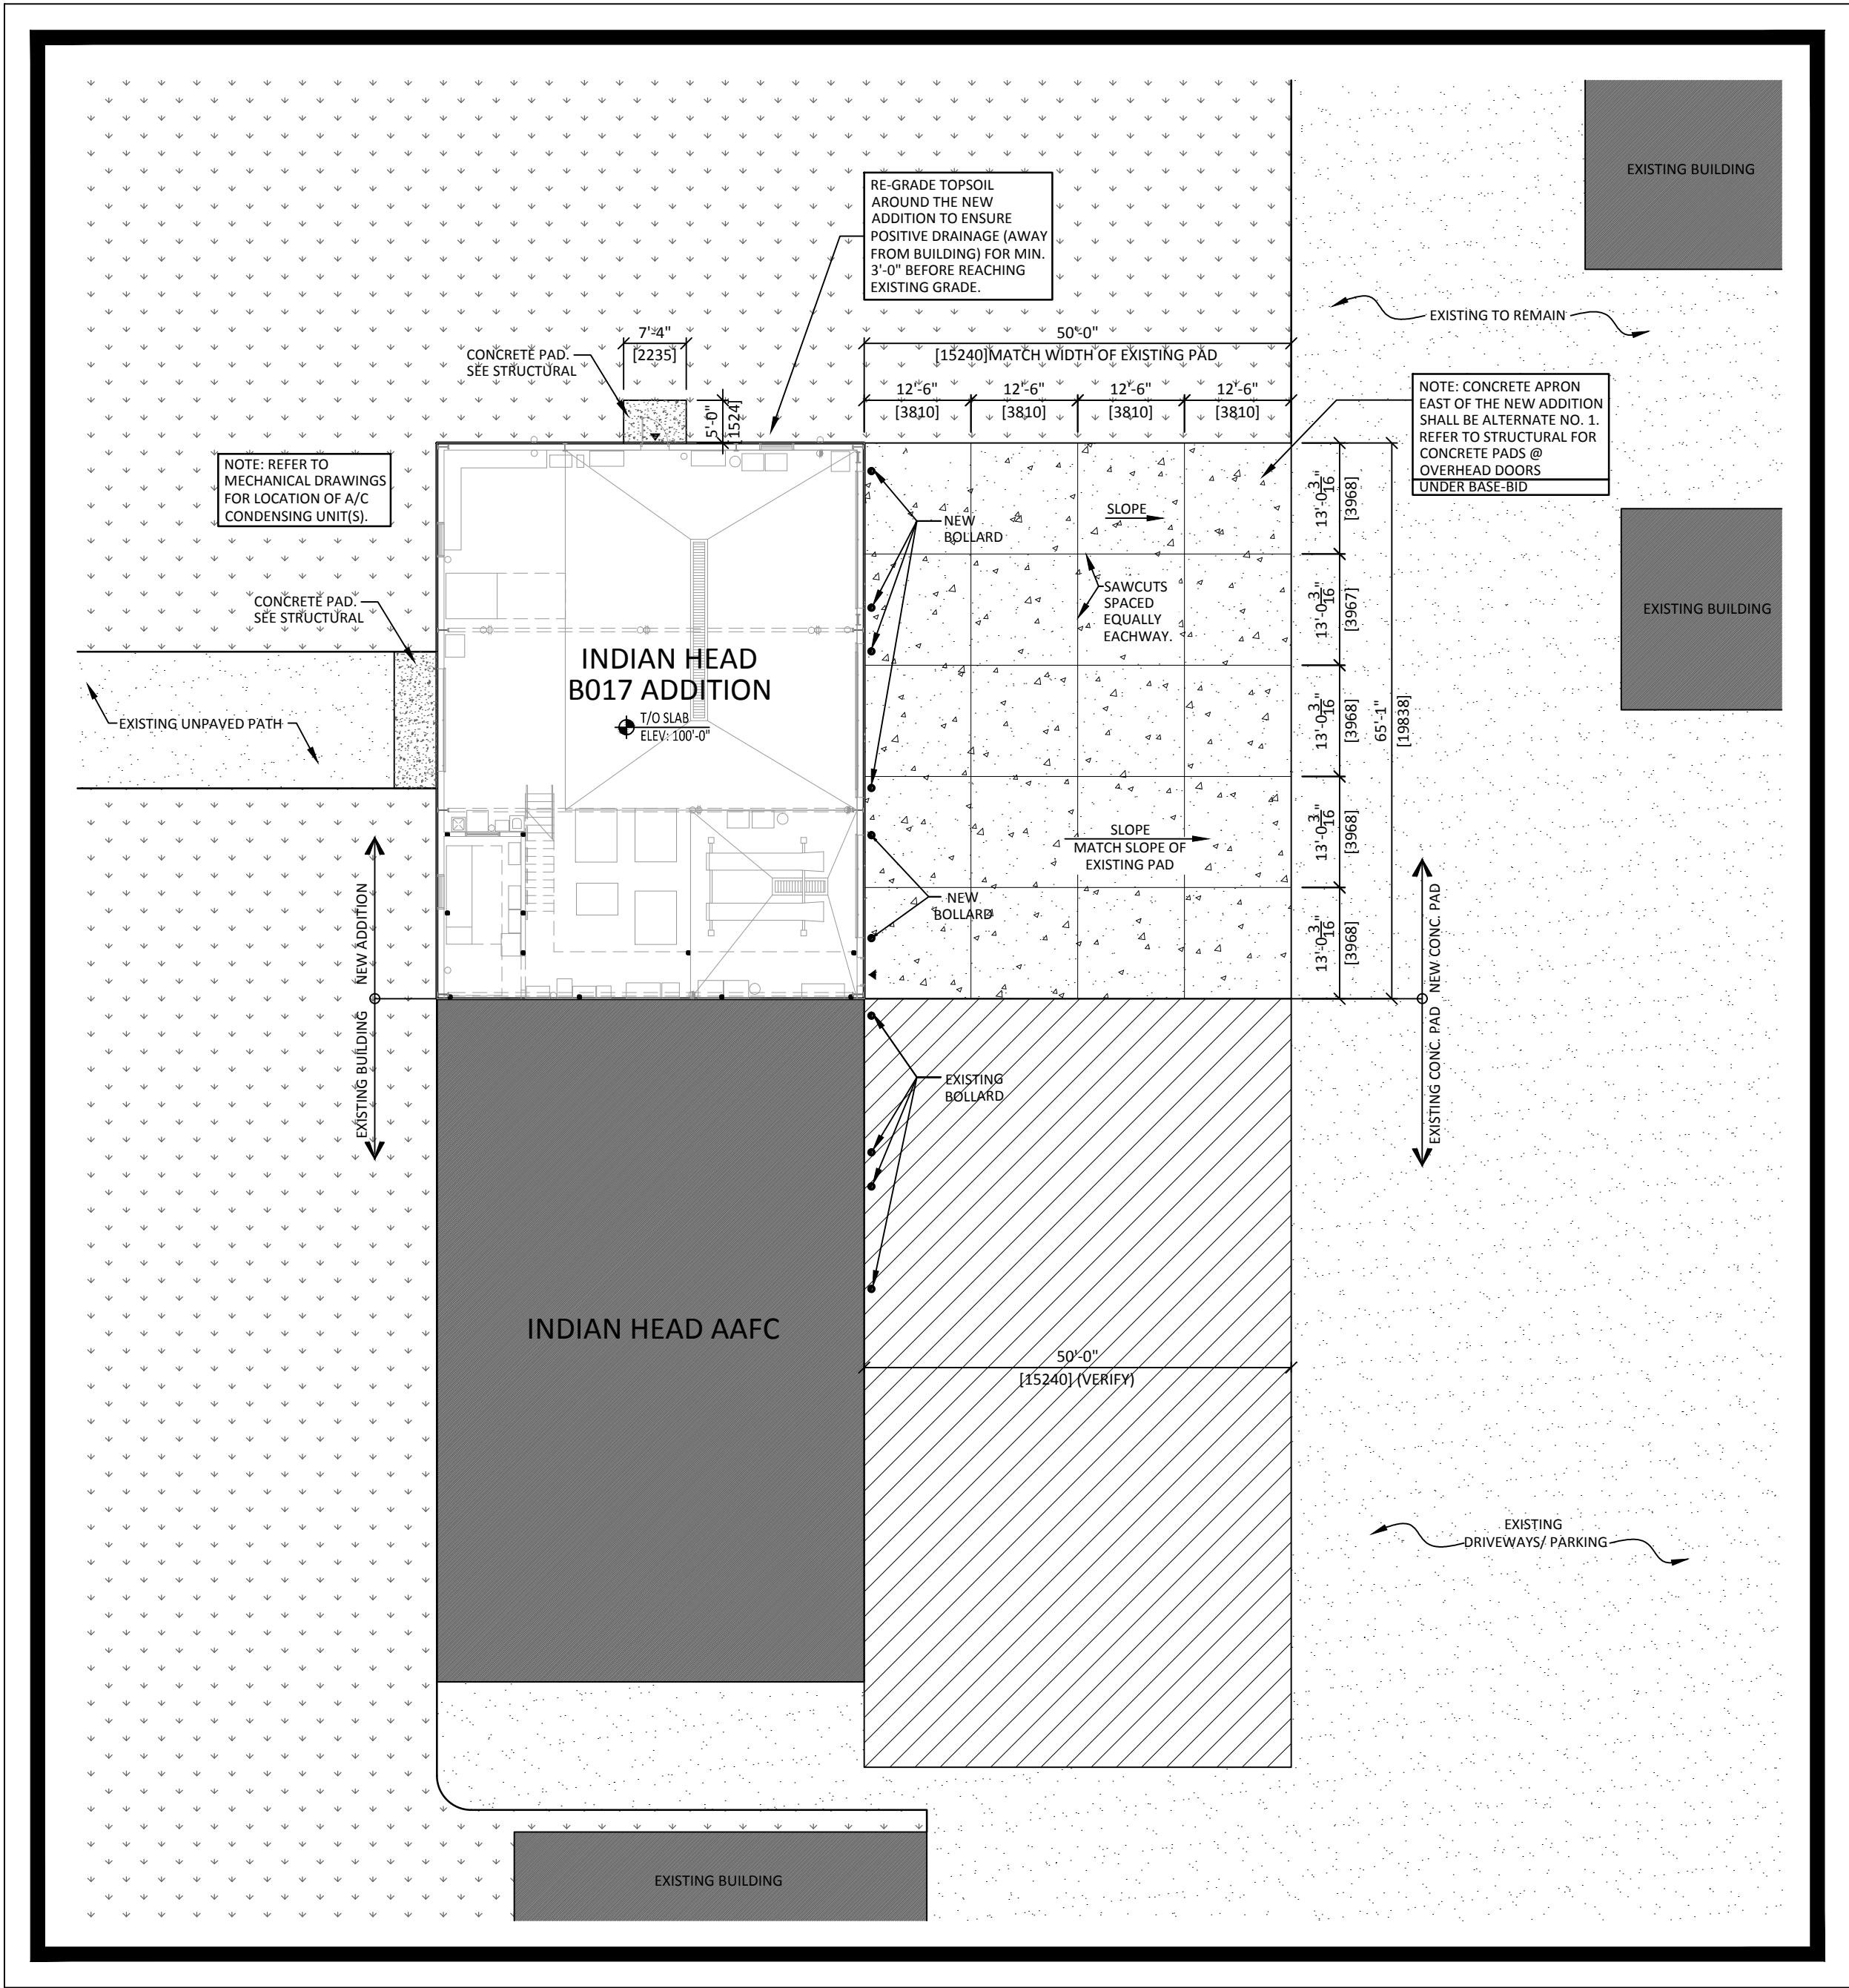 EXISTING BUILDING
RE-GRADE TOPSOIL
AROUND THE NEW
ADDITION TO ENSURE
POSITIVE DRAINAGE (AWAY
FROM BUILDING) FOR MIN.
3'-0" BEFORE REACHING
EXISTING GRADE.
EXISTING TO REMAIN
7'-4"
[2235]
50'-0"
[15240]MATCH WIDTH OF EXISTING PAD
CONCRETE PAD.
SEE STRUCTURAL
5'-0"
[1524]
12'-6"
[3810]
12'-6"
[3810]
12'-6"
[3810]
12'-6"
[3810]
NOTE: CONCRETE APRON
EAST OF THE NEW ADDITION
SHALL BE ALTERNATE NO. 1.
REFER TO STRUCTURAL FOR
CONCRETE PADS @
OVERHEAD DOORS
UNDER BASE-BID
NOTE: REFER TO
MECHANICAL DRAWINGS
FOR LOCATION OF A/C
CONDENSING UNIT(S).
NEW
BOLLARD
SLOPE
13'-0 3/16"
[3968]
SAWCUTS
SPACED
EQUALLY
EACHWAY.
13'-0 3/16"
[3967]
EXISTING BUILDING
CONCRETE PAD.
SEE STRUCTURAL
INDIAN HEAD
B017 ADDITION
T/O SLAB
ELEV: 100'-0"
EXISTING UNPAVED PATH
13'-0 3/16"
[3968]
65'-1"
[19838]
SLOPE
MATCH SLOPE OF
EXISTING PAD
13'-0 3/16"
[3968]
NEW
BOLLARD
13'-0 3/16"
[3968]
NEW ADDITION
EXISTING BUILDING
NEW CONC. PAD
EXISTING CONC. PAD
EXISTING
BOLLARD
INDIAN HEAD AAFC
50'-0"
[15240] (VERIFY)
EXISTING
DRIVEWAYS/ PARKING
EXISTING BUILDING